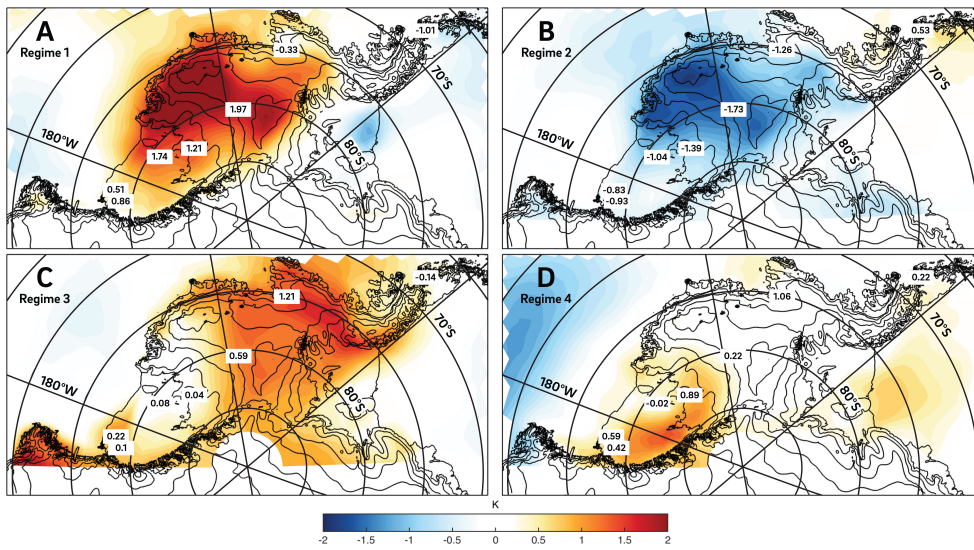 A
Regime 1
-0.33
-1.01
70°S
1.97
180°W
1.21
1.74
80°S
0.51
0.86
B
Regime 2
-1.26
0.53
70°S
-1.73
180°W
-1.39
-1.04
80°S
-0.83
-0.93
C
Regime 3
1.21
-0.14
70°S
0.59
180°W
0.04
0.08
80°S
0.22
0.1
D
Regime 4
1.06
0.22
70°S
0.22
180°W
0.89
-0.02
80°S
0.59
0.42
K
-2 -1.5 -1 -0.5 0 0.5 1 1.5 2